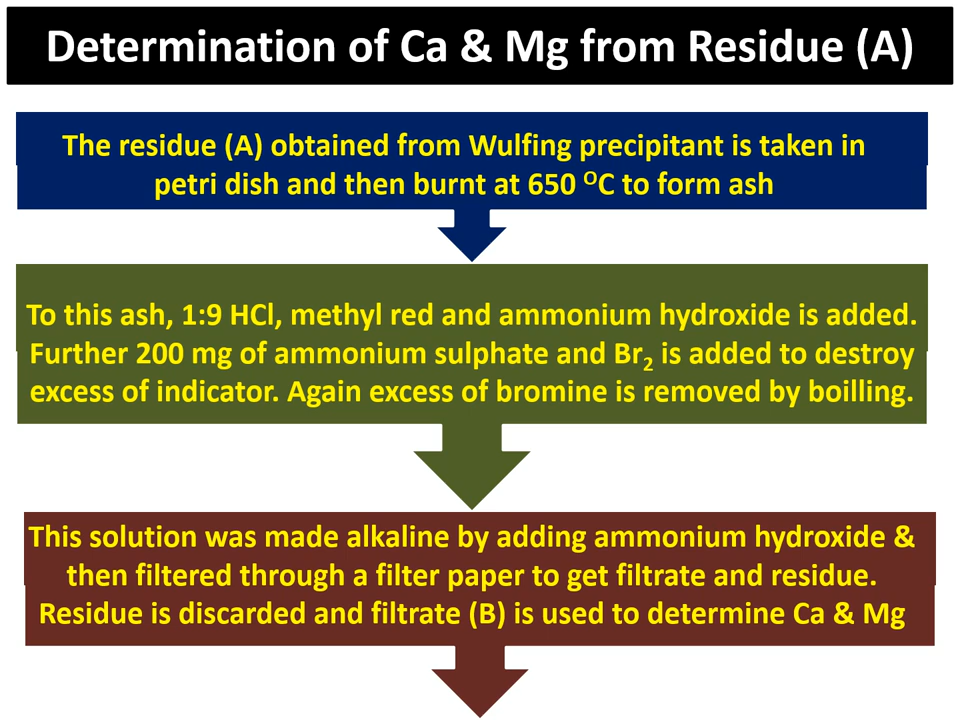 Determination of Ca & Mg from Residue (A)
The residue (A) obtained from Wulfing precipitant is taken in
petri dish and then burnt at 650 ᴼC to form ash
To this ash, 1:9 HCl, methyl red and ammonium hydroxide is added.
Further 200 mg of ammonium sulphate and Br₂ is added to destroy
excess of indicator. Again excess of bromine is removed by boilling.
This solution was made alkaline by adding ammonium hydroxide &
then filtered through a filter paper to get filtrate and residue.
Residue is discarded and filtrate (B) is used to determine Ca & Mg